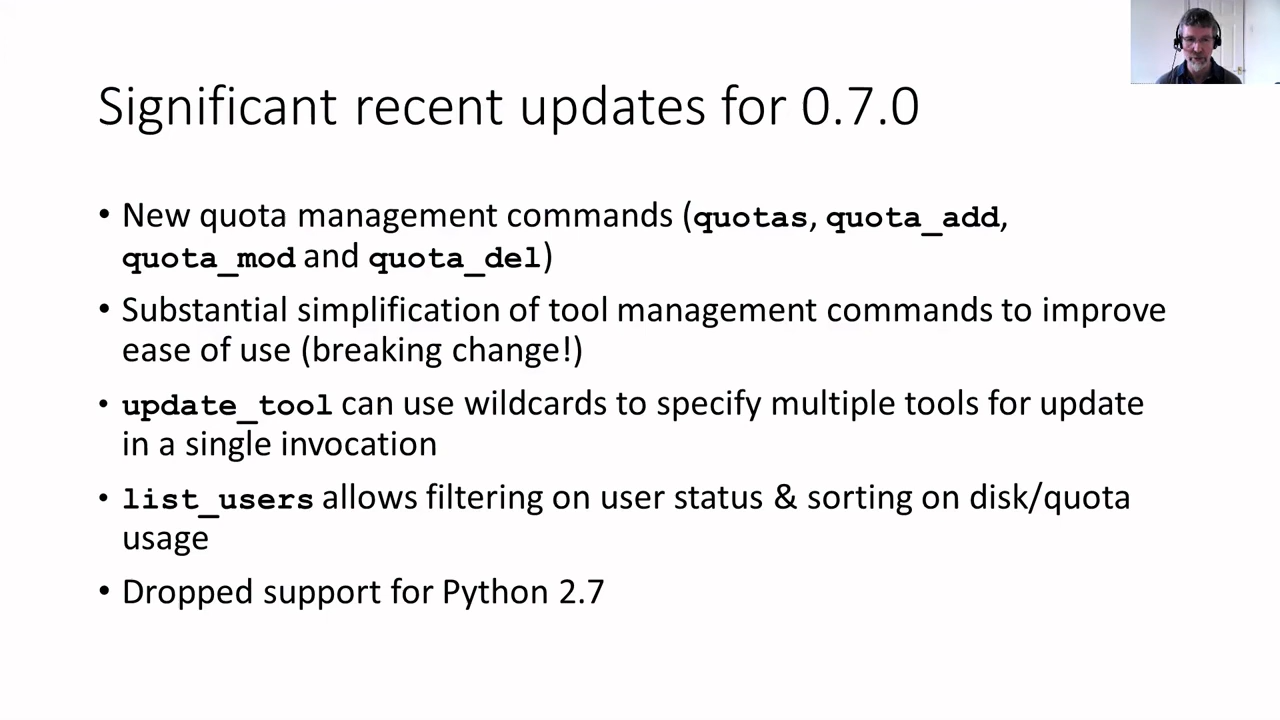 Significant recent updates for 0.7.0
• New quota management commands (quotas, quota_add,
quota_mod and quota_del)
• Substantial simplification of tool management commands to improve
ease of use (breaking change!)
• update_tool can use wildcards to specify multiple tools for update
in a single invocation
• list_users allows filtering on user status & sorting on disk/quota
usage
• Dropped support for Python 2.7